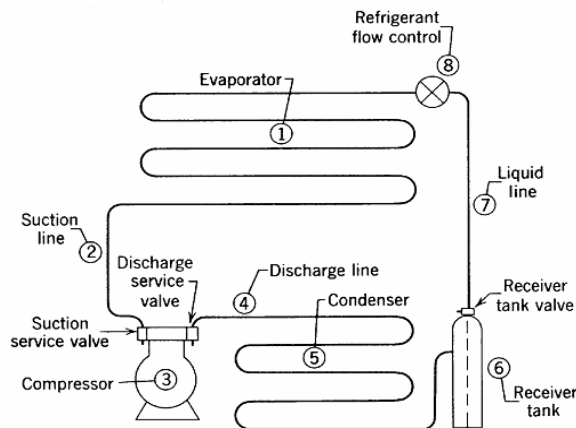 Refrigerant
flow control
8
Evaporator
1
Liquid
line
7
Suction
line
2
Discharge
service
valve
Discharge line
4
Condenser
5
Receiver
tank valve
Suction
service valve
Compressor
3
6
Receiver
tank